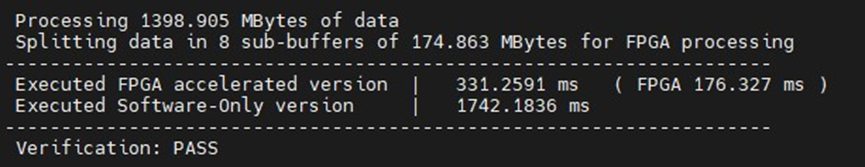 Processing 1398.905 MBytes of data
Splitting data in 8 sub-buffers of 174.863 MBytes for FPGA processing
--------------------------------------------------------------------
Executed FPGA accelerated version | 331.2591 ms ( FPGA 176.327 ms )
Executed Software-Only version | 1742.1836 ms
--------------------------------------------------------------------
Verification: PASS